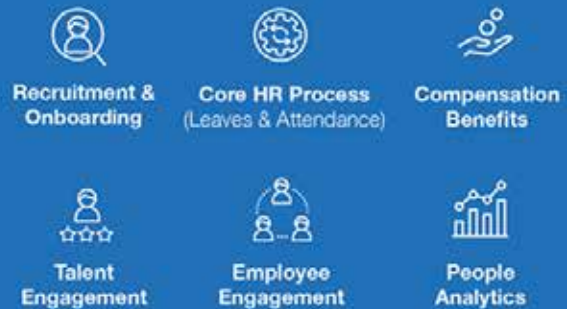 Recruitment &
Onboarding
Core HR Process
(Leaves & Attendance)
Compensation
Benefits
Talent
Engagement
Employee
Engagement
People
Analytics